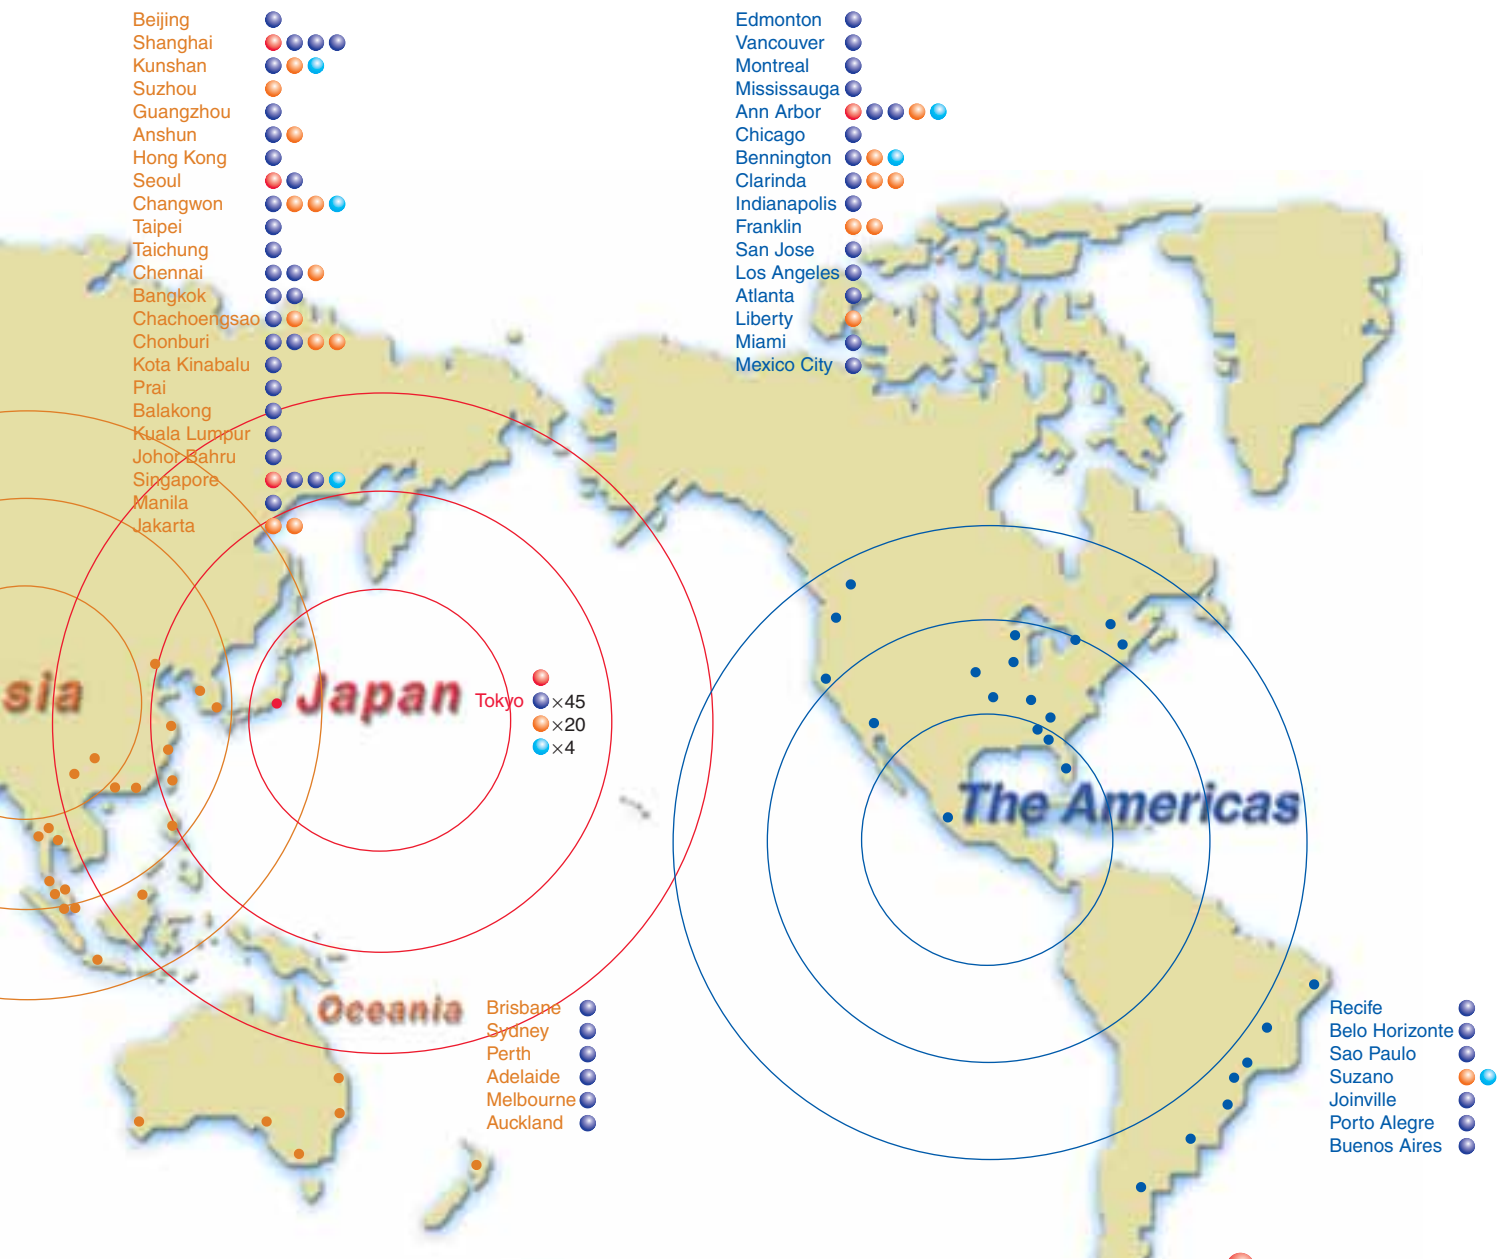 Beijing
Shanghai
Kunshan
Suzhou
Guangzhou
Anshun
Hong Kong
Seoul
Changwon
Taipei
Taichung
Chennai
Bangkok
Chachoengsao
Chonburi
Kota Kinabalu
Prai
Balakong
Kuala Lumpur
Johor Bahru
Singapore
Manila
Jakarta
Edmonton
Vancouver
Montreal
Mississauga
Ann Arbor
Chicago
Bennington
Clarinda
Indianapolis
Franklin
San Jose
Los Angeles
Atlanta
Liberty
Miami
Mexico City
sia
Japan
Tokyo
×45
×20
×4
The Americas
Oceania
Brisbane
Sydney
Perth
Adelaide
Melbourne
Auckland
Recife
Belo Horizonte
Sao Paulo
Suzano
Joinville
Porto Alegre
Buenos Aires